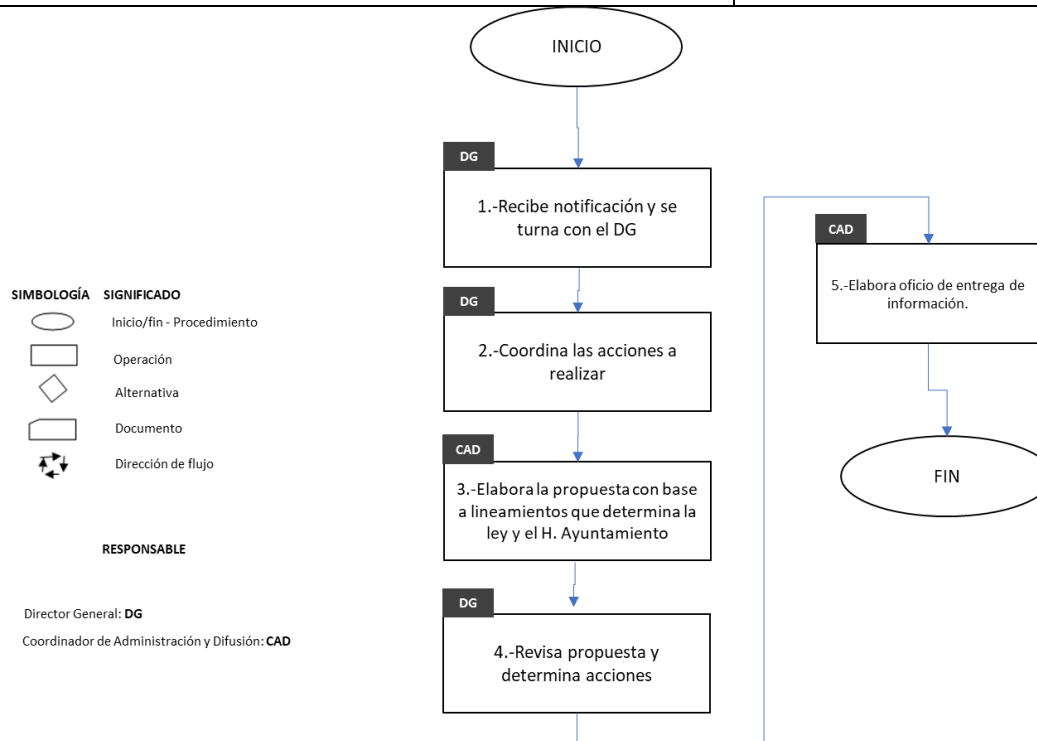 INICIO
DG
1.-Recibe notificación y se
turna con el DG
DG
2.-Coordina las acciones a
realizar
CAD
3.-Elabora la propuesta con base
a lineamientos que determina la
ley y el H. Ayuntamiento
DG
4.-Revisa propuesta y
determina acciones
CAD
5.-Elabora oficio de entrega de
información.
FIN
SIMBOLOGÍA SIGNIFICADO
Inicio/fin - Procedimiento
Operación
Alternativa
Documento
Dirección de flujo
RESPONSABLE
Director General: DG
Coordinador de Administración y Difusión: CAD